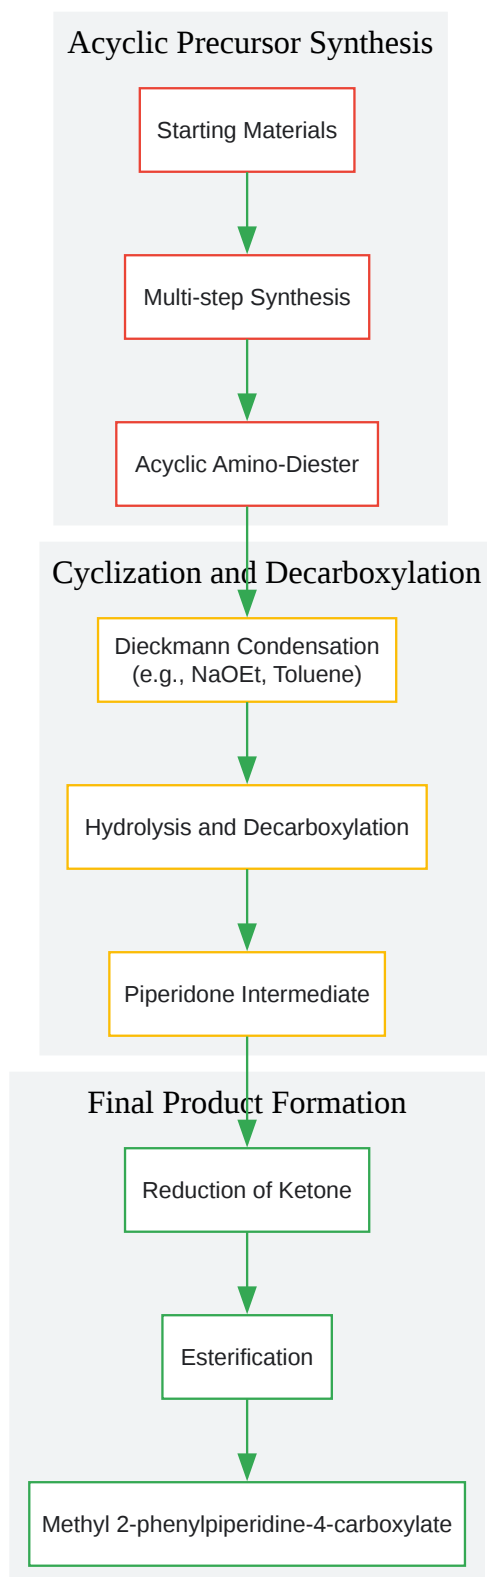 Acyclic Precursor Synthesis
Starting Materials
Multi-step Synthesis
Acyclic Amino-Diester
Cyclization and Decarboxylation
Dieckmann Condensation
(e.g., NaOEt, Toluene)
Hydrolysis and Decarboxylation
Piperidone Intermediate
Final Product Formation
Reduction of Ketone
Esterification
Methyl 2-phenylpiperidine-4-carboxylate